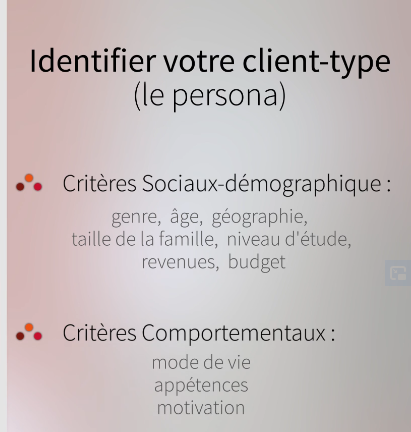 Identifier votre client-type
(le persona)
Critères Sociaux-démographique :
genre, âge, géographie,
taille de la famille, niveau d'étude,
revenues, budget
Critères Comportementaux :
mode de vie
appétences
motivation